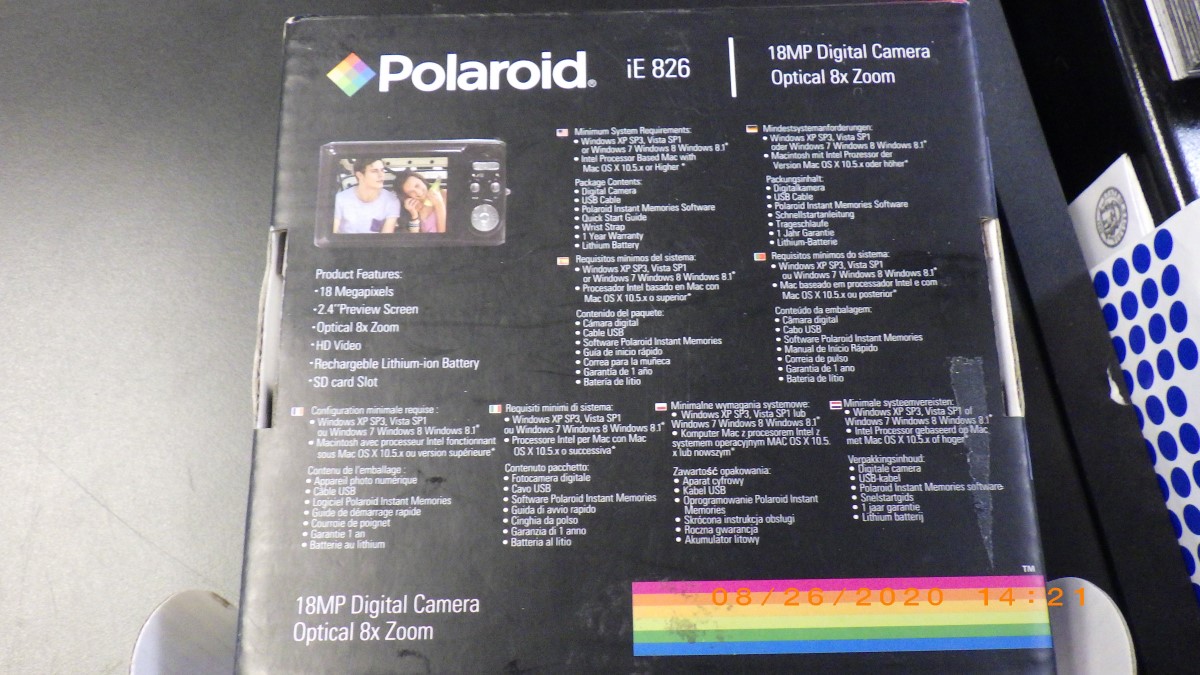 Polaroid® iE 826
18MP Digital Camera
Optical 8x Zoom
Product Features:
·18 Megapixels
·2.4"Preview Screen
·Optical 8x Zoom
·HD Video
·Rechargeble Lithium-ion Battery
·SD card Slot
Minimum System Requirements:
• Windows XP SP3, Vista SP1
or Windows 7 Windows 8 Windows 8.1*
• Intel Processor Based Mac with
Mac OS X 10.5.x or Higher *
Package Contents:
• Digital Camera
• USB Cable
• Polaroid Instant Memories Software
• Quick Start Guide
• Wrist Strap
• 1 Year Warranty
• Lithium Battery
Mindestsystemanforderungen:
• Windows XP SP3, Vista SP1
oder Windows 7 Windows 8 Windows 8.1*
• Macintosh mit Intel Prozessor der
Version Mac OS X 10.5.x oder höher*
Packungsinhalt:
• Digitalkamera
• USB Cable
• Polaroid Instant Memories Software
• Schnellstartanleitung
• Trageschlaufe
• 1 Jahr Garantie
• Lithium-Batterie
Requisitos mínimos del sistema:
• Windows XP SP3, Vista SP1
or Windows 7 Windows 8 Windows 8.1*
• Procesador Intel basado en Mac con
Mac OS X 10.5.x o superior*
Contenido del paquete:
• Cámara digital
• Cable USB
• Software Polaroid Instant Memories
• Guía de inicio rápido
• Correa para la muñeca
• Garantía de 1 año
• Batería de litio
Requisitos mínimos do sistema:
• Windows XP SP3, Vista SP1
ou Windows 7 Windows 8 Windows 8.1*
• Mac baseado em processador Intel e com
Mac OS X 10.5.x ou posterior*
Conteúdo da embalagem:
• Câmara digital
• Cabo USB
• Software Polaroid Instant Memories
• Manual de Início Rápido
• Correia de pulso
• Garantia de 1 ano
• Bateria de lítio
Configuration minimale requise :
• Windows XP SP3, Vista SP1
ou Windows 7 Windows 8 Windows 8.1*
• Macintosh avec processeur Intel fonctionnant
sous Mac OS X 10.5.x ou version supérieure*
Contenu de l'emballage :
• Appareil photo numérique
• Câble USB
• Logiciel Polaroid Instant Memories
• Guide de démarrage rapide
• Courroie de poignet
• Garantie 1 an
• Batterie au lithium
Requisiti minimi di sistema:
• Windows XP SP3, Vista SP1
ou Windows 7 Windows 8 Windows 8.1*
• Processore Intel per Mac con Mac
OS X 10.5.x o successiva*
Contenuto pacchetto:
• Fotocamera digitale
• Cavo USB
• Software Polaroid Instant Memories
• Guida di avvio rapido
• Cinghia da polso
• Garanzia di 1 anno
• Batteria al litio
Minimalne wymagania systemowe:
• Windows XP SP3, Vista SP1 lub
Windows 7 Windows 8 Windows 8.1*
• Komputer Mac z procesorem Intel z
systemem operacyjnym MAC OS X 10.5.
x lub nowszym*
Zawartość opakowania:
• Aparat cyfrowy
• Kabel USB
• Oprogramowanie Polaroid Instant
Memories
• Skrócona instrukcja obsługi
• Roczna gwarancja
• Akumulator litowy
Minimale systeemvereisten:
• Windows XP SP3, Vista SP1 of
Windows 7 Windows 8 Windows 8.1*
• Intel Processor gebaseerd op Mac,
met Mac OS X 10.5.x of hoger*
Verpakkingsinhoud:
• Digitale camera
• USB-kabel
• Polaroid Instant Memories software
• Snelstartgids
• 1 jaar garantie
• Lithium batterij
18MP Digital Camera
Optical 8x Zoom
TM
08/26/2020 14:21